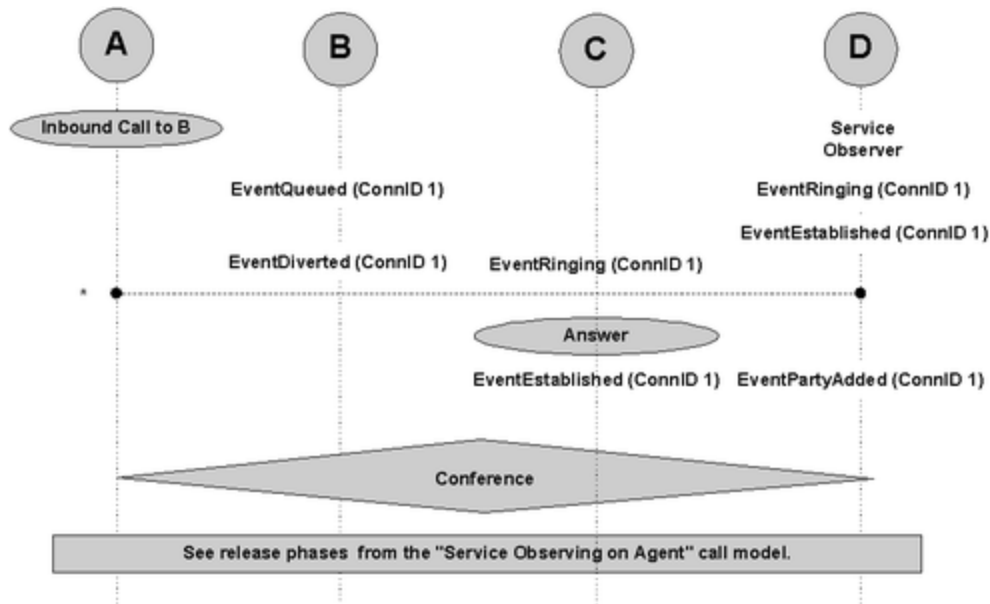 A B C D
Inbound Call to B
Service
Observer
EventQueued (ConnID 1) EventRinging (ConnID 1)
EventEstablished (ConnID 1)
EventDiverted (ConnID 1) EventRinging (ConnID 1)
*
Answer
EventEstablished (ConnID 1) EventPartyAdded (ConnID 1)
Conference
See release phases from the "Service Observing on Agent" call model.